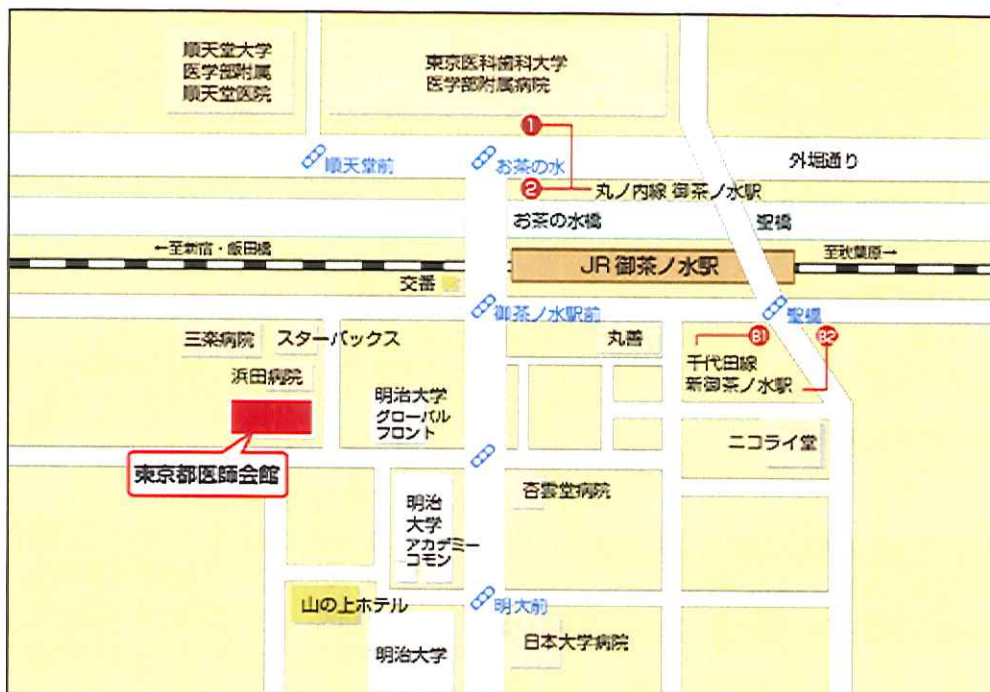 順天堂大学
医学部附属
順天堂医院
東京医科歯科大学
医学部附属病院
1
順天堂前
お茶の水
外堀通り
2
丸ノ内線 御茶ノ水駅
お茶の水橋
聖橋
←至新宿・飯田橋
JR 御茶ノ水駅
至秋葉原→
交番
御茶ノ水駅前
聖橋
三楽病院
スターバックス
丸善
B1
B2
千代田線
新御茶ノ水駅
浜田病院
明治大学
グローバル
フロント
ニコライ堂
東京都医師会館
杏雲堂病院
明治
大学
アカデミー
コモン
山の上ホテル
明大前
日本大学病院
明治大学